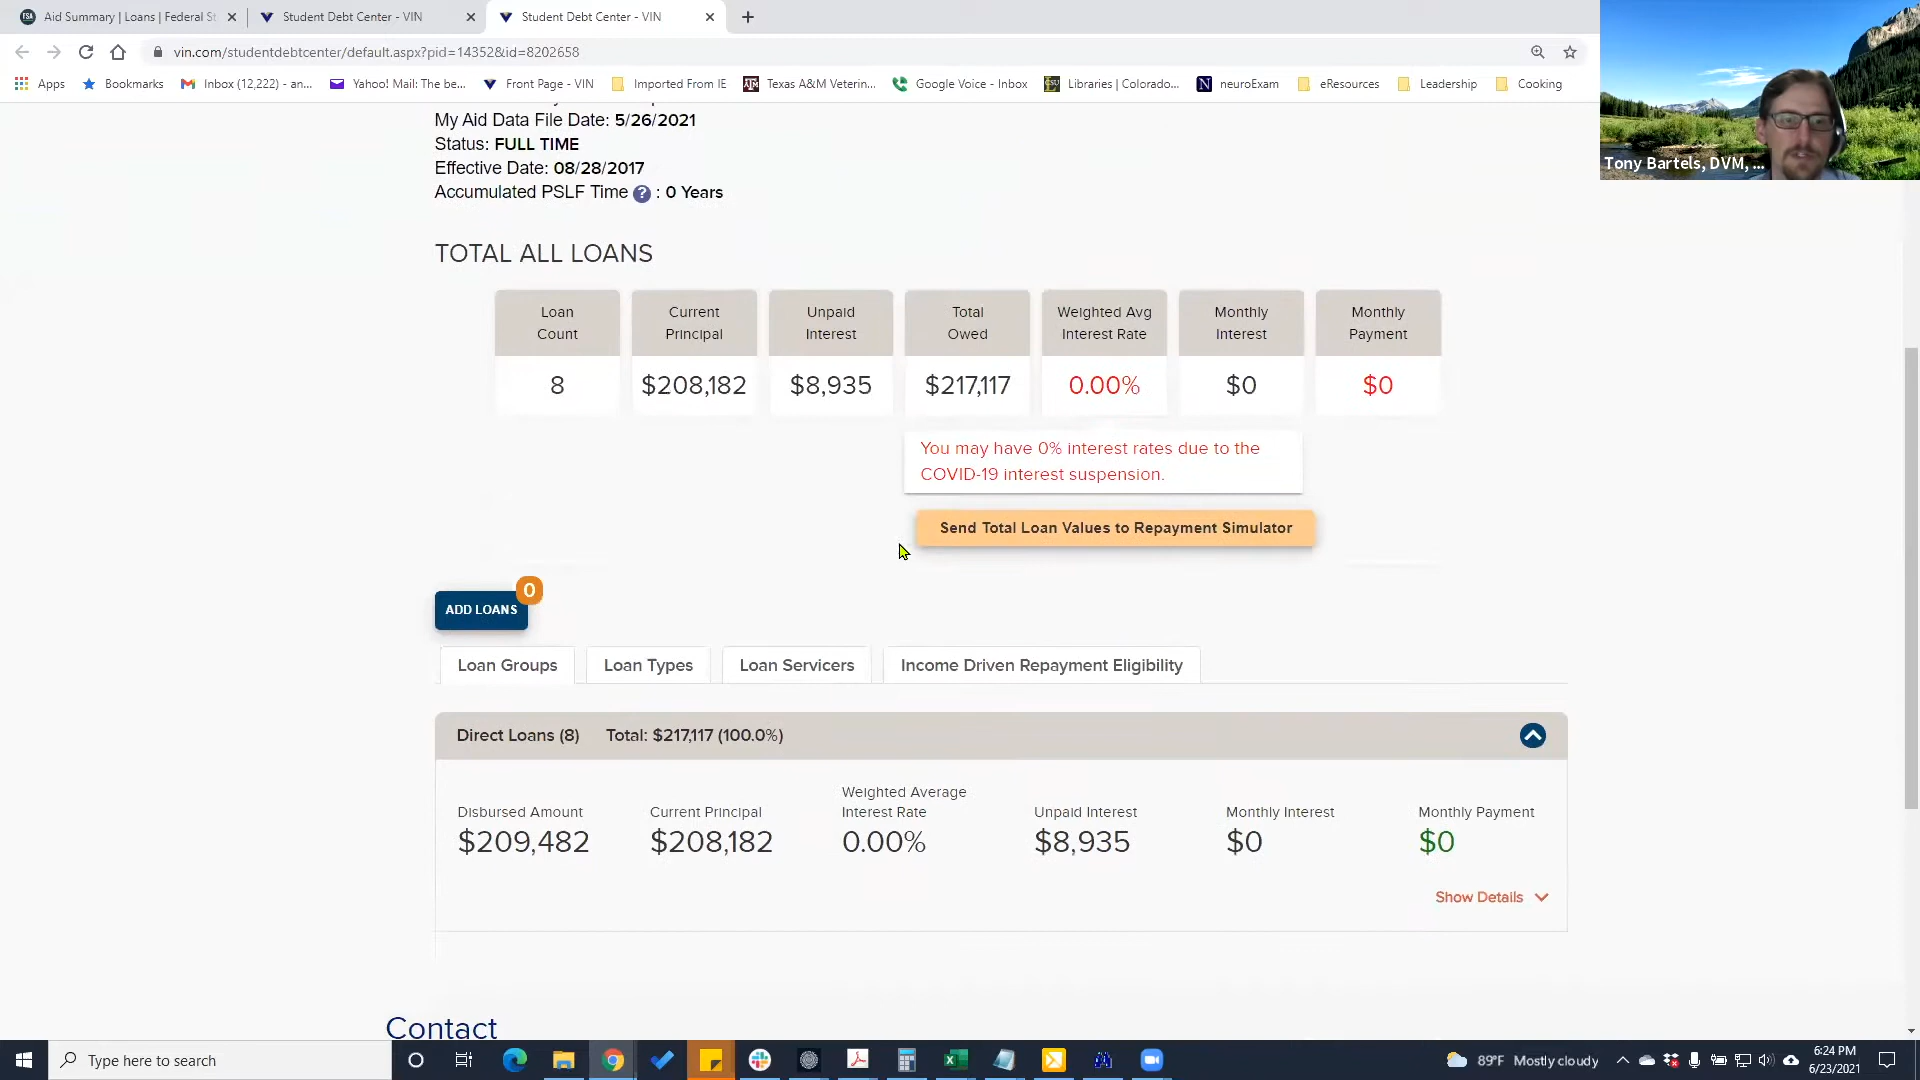 Aid Summary | Loans | Federal St
Student Debt Center - VIN
Student Debt Center - VIN
vin.com/studentdebtcenter/default.aspx?pid=14352&id=8202658
Apps
Bookmarks
Inbox (12,222) - an...
Yahoo! Mail: The be...
Front Page - VIN
Imported From IE
Texas A&M Veterin...
Google Voice - Inbox
Libraries | Colorado...
neuroExam
eResources
Leadership
Cooking
Tony Bartels, DVM, ...
My Aid Data File Date: 5/26/2021
Status: FULL TIME
Effective Date: 08/28/2017
Accumulated PSLF Time ? : 0 Years
TOTAL ALL LOANS
Loan Count
Current Principal
Unpaid Interest
Total Owed
Weighted Avg Interest Rate
Monthly Interest
Monthly Payment
8
$208,182
$8,935
$217,117
0.00%
$0
$0
You may have 0% interest rates due to the
COVID-19 interest suspension.
Send Total Loan Values to Repayment Simulator
0
ADD LOANS
Loan Groups
Loan Types
Loan Servicers
Income Driven Repayment Eligibility
Direct Loans (8)
Total: $217,117 (100.0%)
Disbursed Amount
$209,482
Current Principal
$208,182
Weighted Average
Interest Rate
0.00%
Unpaid Interest
$8,935
Monthly Interest
$0
Monthly Payment
$0
Show Details
Contact
Type here to search
89°F Mostly cloudy
6:24 PM
6/23/2021